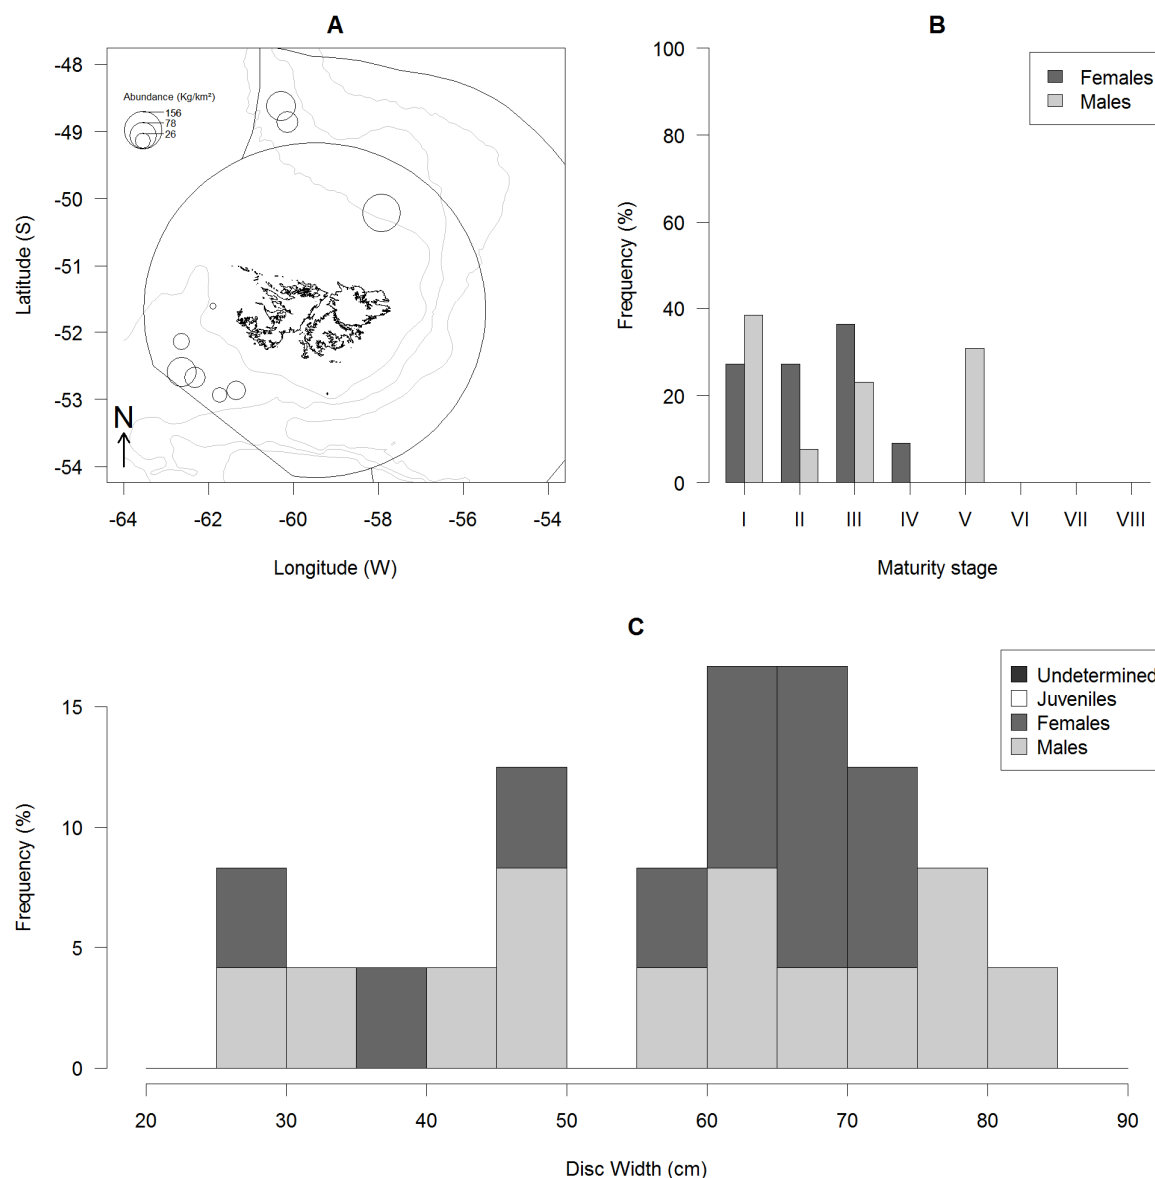 A
-48
-49
-50
-51
-52
-53
-54
Latitude (S)
Abundance (Kg/km²)
156
78
26
N
-64 -62 -60 -58 -56 -54
Longitude (W)
B
100
80
60
40
20
0
Frequency (%)
Females
Males
I II III IV V VI VII VIII
Maturity stage
C
15
10
5
0
Frequency (%)
Undetermined
Juveniles
Females
Males
20 30 40 50 60 70 80 90
Disc Width (cm)